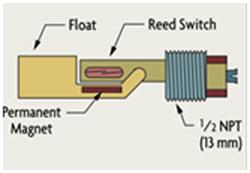 Float
Reed Switch
Permanent
Magnet
1/2 NPT
(13 mm)